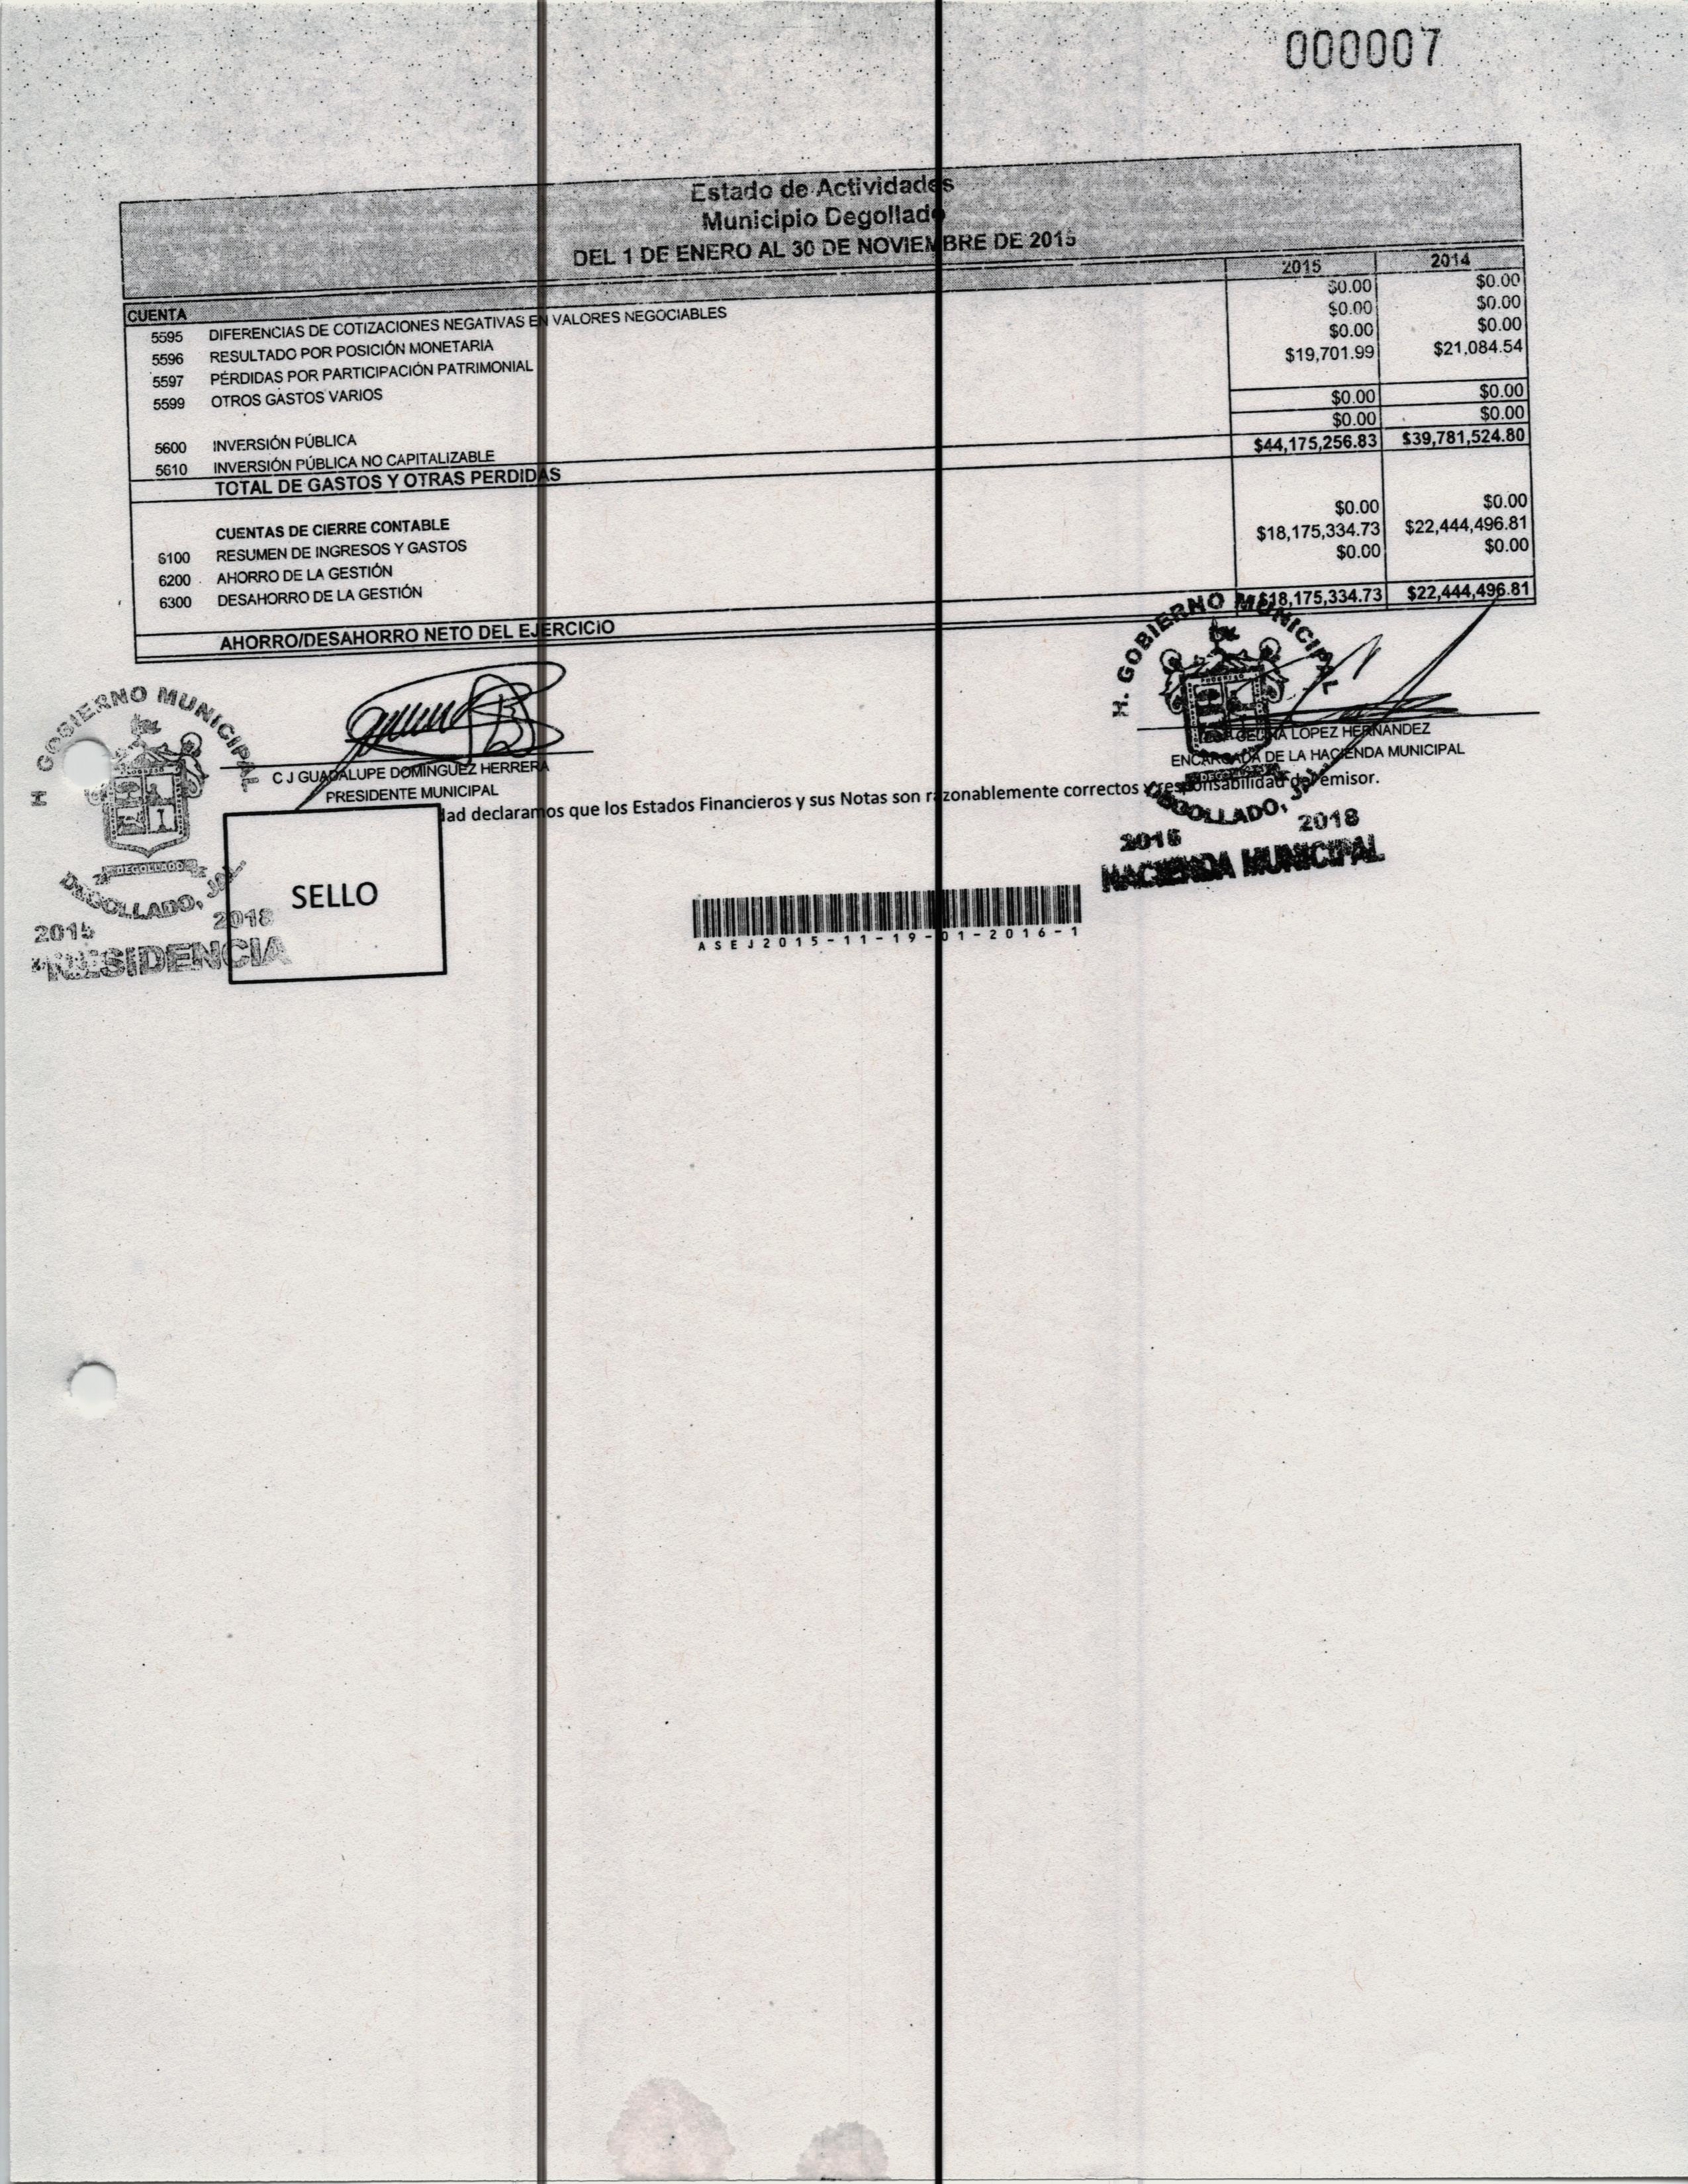 000007
Estado de Actividades
Municipio Degollado
DEL 1 DE ENERO AL 30 DE NOVIEMBRE DE 2015
CUENTA 2015 2014
5595 DIFERENCIAS DE COTIZACIONES NEGATIVAS EN VALORES NEGOCIABLES $0.00 $0.00
5596 RESULTADO POR POSICIÓN MONETARIA $0.00 $0.00
5597 PÉRDIDAS POR PARTICIPACIÓN PATRIMONIAL $0.00 $0.00
5599 OTROS GASTOS VARIOS $19,701.99 $21,084.54
5600 INVERSIÓN PÚBLICA $0.00 $0.00
5610 INVERSIÓN PÚBLICA NO CAPITALIZABLE $0.00 $0.00
TOTAL DE GASTOS Y OTRAS PERDIDAS $44,175,256.83 $39,781,524.80
CUENTAS DE CIERRE CONTABLE
6100 RESUMEN DE INGRESOS Y GASTOS $0.00 $0.00
6200 AHORRO DE LA GESTIÓN $18,175,334.73 $22,444,496.81
6300 DESAHORRO DE LA GESTIÓN $0.00 $0.00
AHORRO/DESAHORRO NETO DEL EJERCICIO $18,175,334.73 $22,444,496.81
H GOBIERNO MUNICIPAL
DEGOLLADO
DEGOLLADO, JAL
2015 2018
PRESIDENCIA
C J GUADALUPE DOMINGUEZ HERRERA
PRESIDENTE MUNICIPAL
H. GOBIERNO MUNICIPAL
CELINA LOPEZ HERNANDEZ
ENCARGADA DE LA HACIENDA MUNICIPAL
dad declaramos que los Estados Financieros y sus Notas son razonablemente correctos y responsabilidad del emisor.
DEGOLLADO, JAL
2015 2018
HACIENDA MUNICIPAL
SELLO
ASEJ2015-11-19-01-2016-1